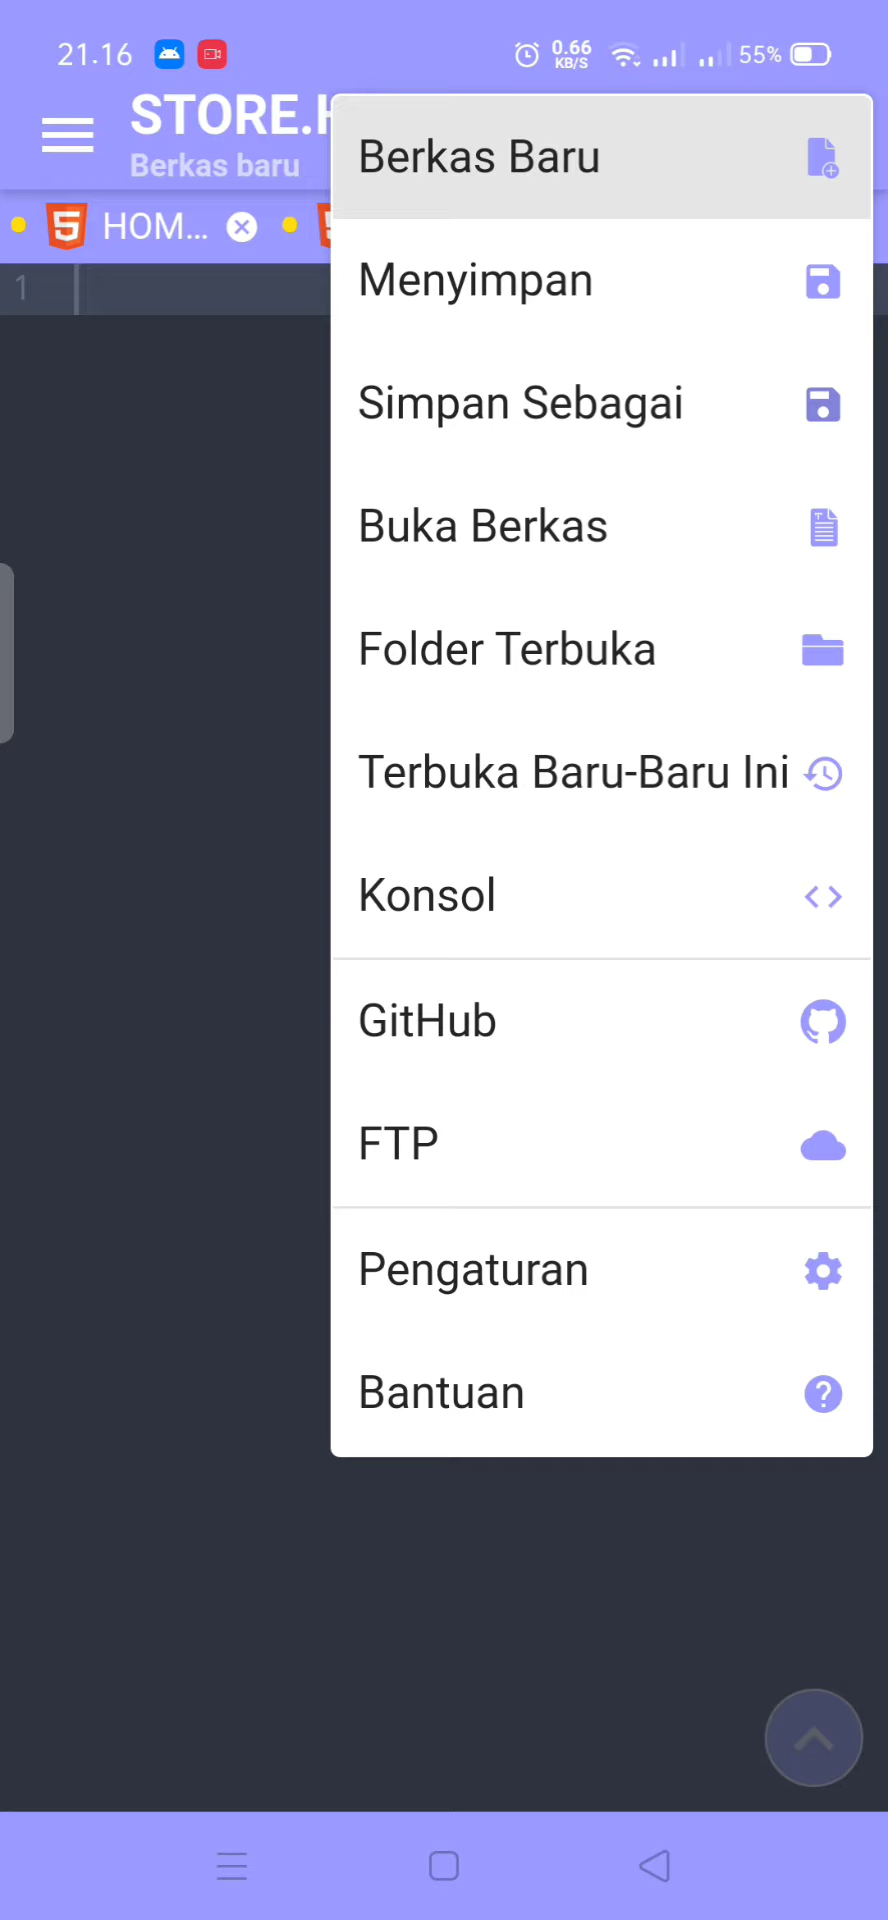 21.16
0.66
KB/S
55%
STORE.H
Berkas baru
HOM...
1
Berkas Baru
Menyimpan
Simpan Sebagai
Buka Berkas
Folder Terbuka
Terbuka Baru-Baru Ini
Konsol
GitHub
FTP
Pengaturan
Bantuan